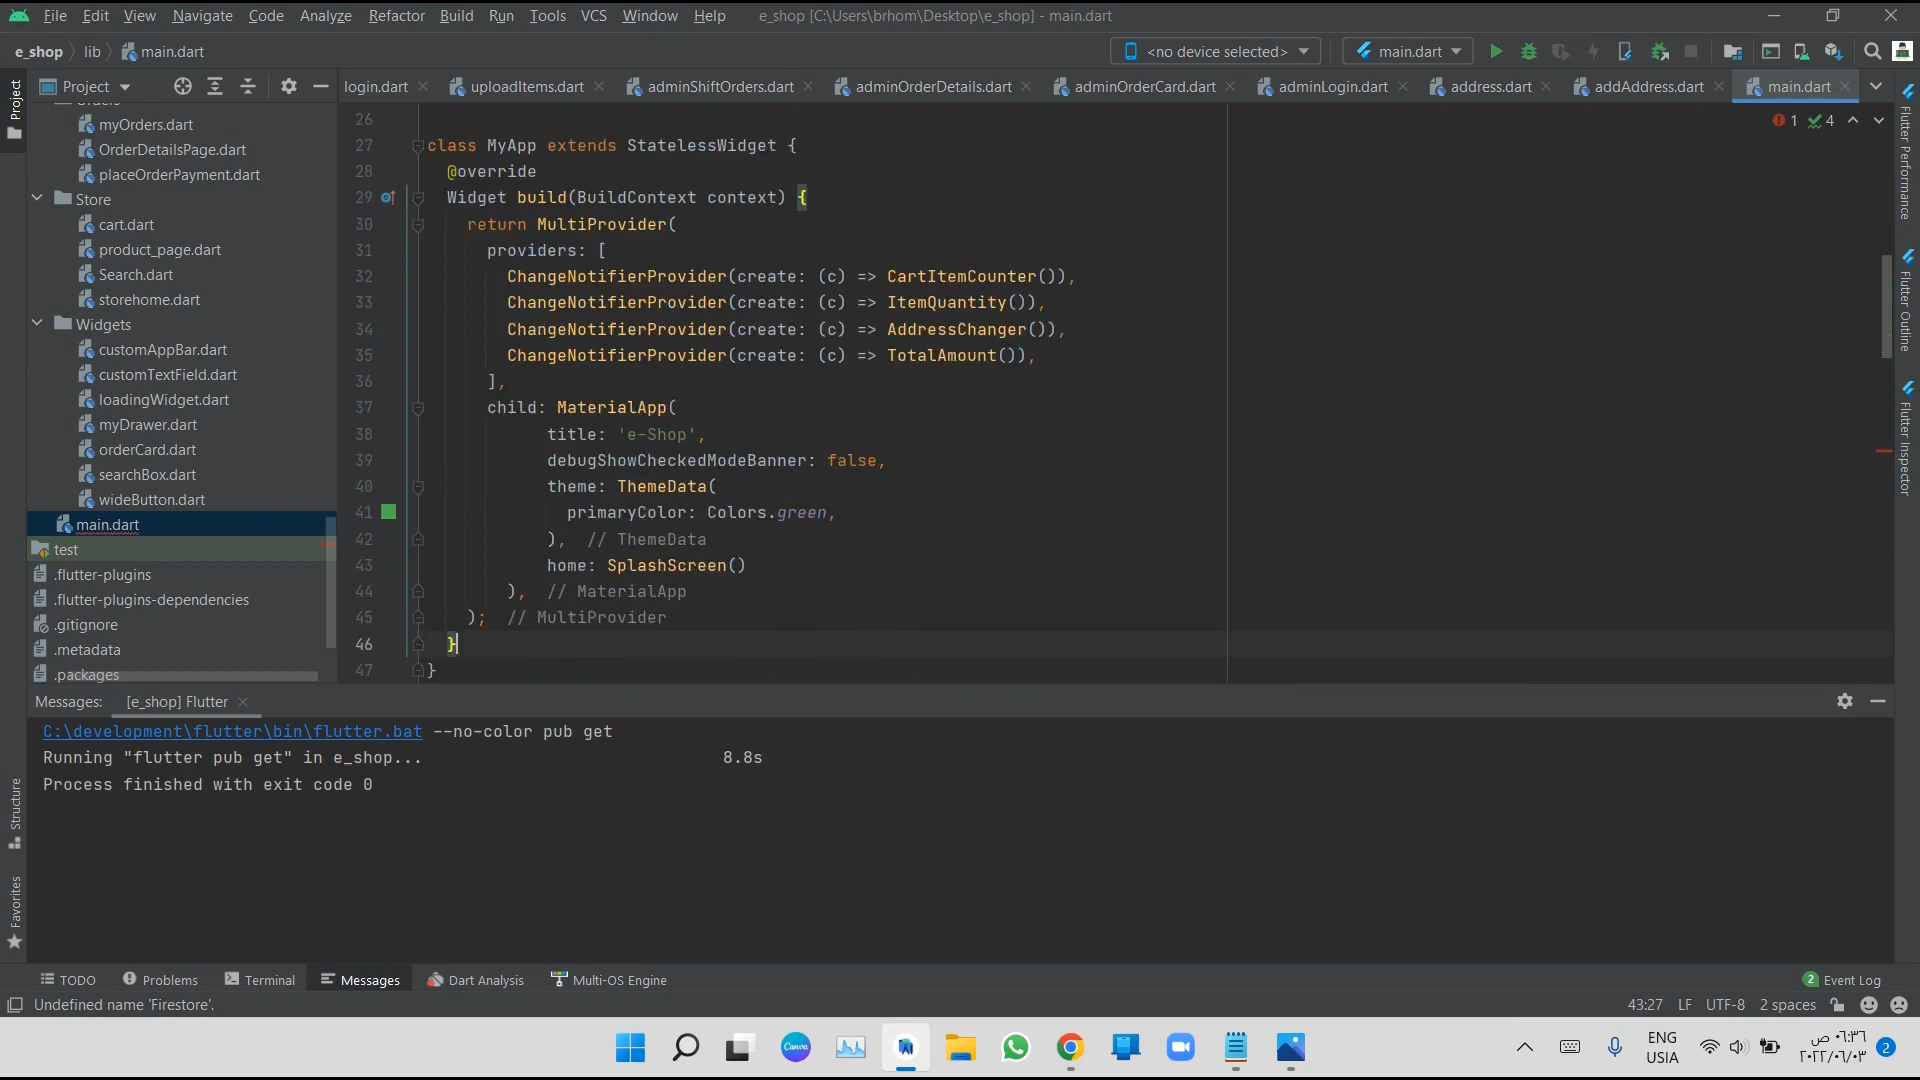 File Edit View Navigate Code Analyze Refactor Build Run Tools VCS Window Help e_shop [C:\Users\brhom\Desktop\e_shop] - main.dart
e_shop lib main.dart
<no device selected> main.dart
Project
login.dart uploadItems.dart adminShiftOrders.dart adminOrderDetails.dart adminOrderCard.dart adminLogin.dart address.dart addAddress.dart main.dart
Project
Orders
myOrders.dart
OrderDetailsPage.dart
placeOrderPayment.dart
Store
cart.dart
product_page.dart
Search.dart
storehome.dart
Widgets
customAppBar.dart
customTextField.dart
loadingWidget.dart
myDrawer.dart
orderCard.dart
searchBox.dart
wideButton.dart
main.dart
test
.flutter-plugins
.flutter-plugins-dependencies
.gitignore
.metadata
.packages
1 4
26
27 class MyApp extends StatelessWidget {
28 @override
29 Widget build(BuildContext context) {
30 return MultiProvider(
31 providers: [
32 ChangeNotifierProvider(create: (c) => CartItemCounter()),
33 ChangeNotifierProvider(create: (c) => ItemQuantity()),
34 ChangeNotifierProvider(create: (c) => AddressChanger()),
35 ChangeNotifierProvider(create: (c) => TotalAmount()),
36 ],
37 child: MaterialApp(
38 title: 'e-Shop',
39 debugShowCheckedModeBanner: false,
40 theme: ThemeData(
41 primaryColor: Colors.green,
42 ), // ThemeData
43 home: SplashScreen()
44 ), // MaterialApp
45 ); // MultiProvider
46 }
47 }
Flutter Performance
Flutter Outline
Flutter Inspector
Messages: [e_shop] Flutter
C:\development\flutter\bin\flutter.bat --no-color pub get
Running "flutter pub get" in e_shop... 8.8s
Process finished with exit code 0
Structure
Favorites
TODO Problems Terminal Messages Dart Analysis Multi-OS Engine 2 Event Log
Undefined name 'Firestore'. 43:27 LF UTF-8 2 spaces
Canva
ENG
USIA
٠٦:٣٦ ص
٢٠٢٢/٠٦/٠٣
2